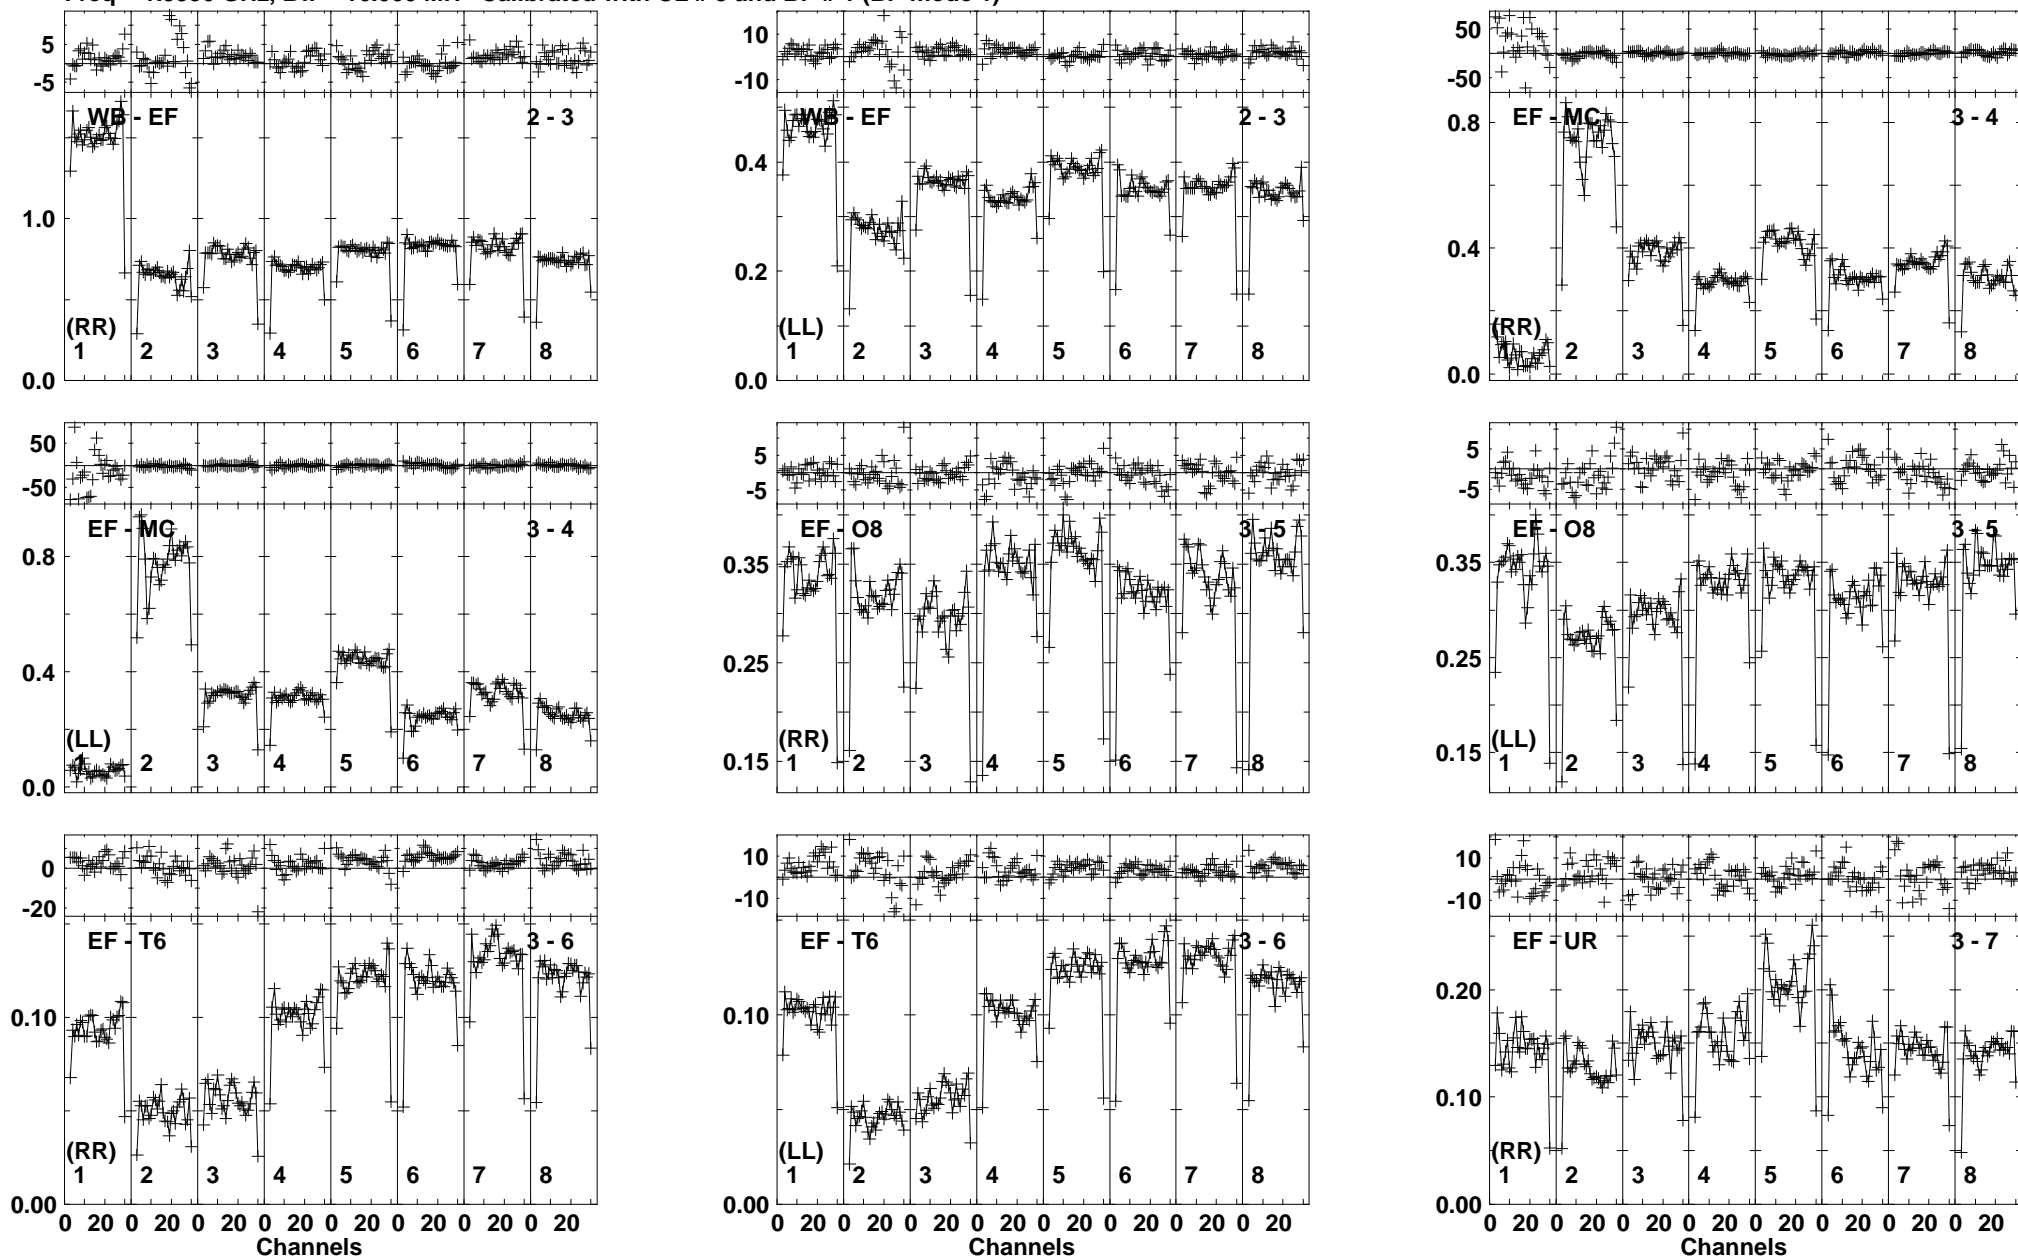 5
-5
WB - EF 2 - 3
1.0
(RR)
1 2 3 4 5 6 7 8
0.0
10
-10
WB - EF 2 - 3
0.4
0.2
(LL)
1 2 3 4 5 6 7 8
0.0
50
-50
0.8
EF - MC 3 - 4
0.4
(RR)
1 2 3 4 5 6 7 8
0.0
50
-50
EF - MC 3 - 4
0.8
0.4
(LL)
1 2 3 4 5 6 7 8
0.0
5
-5
EF - O8 3 - 5
0.35
0.25
(RR)
0.15 1 2 3 4 5 6 7 8
5
-5
EF - O8 3 - 5
0.35
0.25
0.15 (LL)
1 2 3 4 5 6 7 8
0
-20
EF - T6 3 - 6
0.10
(RR)
1 2 3 4 5 6 7 8
0.00
0 20 0 20 0 20 0 20 0 20 0 20 0 20 0 20
Channels
10
-10
EF - T6 3 - 6
0.10
(LL)
1 2 3 4 5 6 7 8
0.00
0 20 0 20 0 20 0 20 0 20 0 20 0 20 0 20
Channels
10
-10
EF - UR 3 - 7
0.20
0.10
(RR)
1 2 3 4 5 6 7 8
0.00
0 20 0 20 0 20 0 20 0 20 0 20 0 20 0 20
Channels